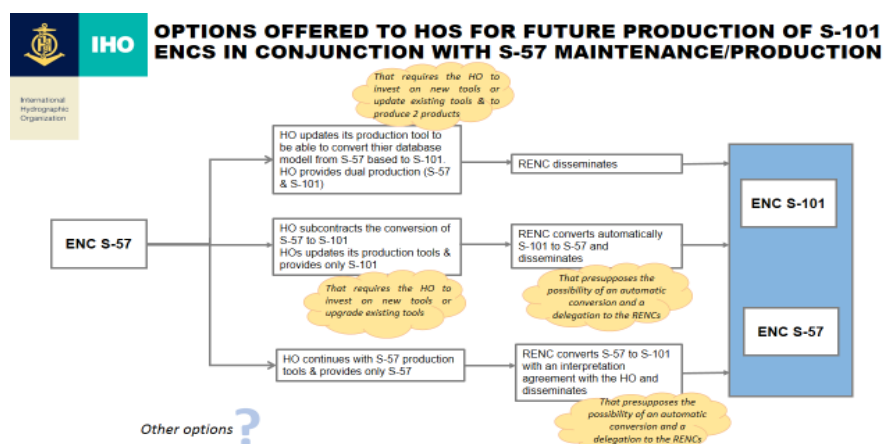 IHO
OPTIONS OFFERED TO HOS FOR FUTURE PRODUCTION OF S-101
ENCS IN CONJUNCTION WITH S-57 MAINTENANCE/PRODUCTION
International
Hydrographic
Organization
That requires the HO to
invest on new tools or
update existing tools & to
produce 2 products
HO updates its production tool to
be able to convert thier database
modell from S-57 based to S-101.
HO provides dual production (S-57
& S-101)
RENC disseminates
ENC S-101
ENC S-57
HO subcontracts the conversion of
S-57 to S-101
HOs updates its production tools &
provides only S-101
RENC converts automatically
S-101 to S-57 and
disseminates
That requires the HO to
invest on new tools or
upgrade existing tools
That presupposes the
possibility of an automatic
conversion and a
delegation to the RENCs
ENC S-57
HO continues with S-57 production
tools & provides only S-57
RENC converts S-57 to S-101
with an interpretation
agreement with the HO and
disseminates
That presupposes the
possibility of an automatic
conversion and a
delegation to the RENCs
Other options ?